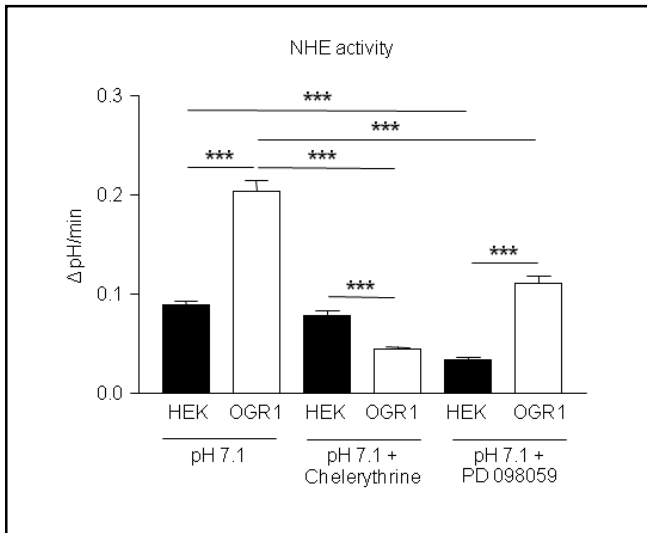 NHE activity
***
***
*** ***
***
***
0.3
0.2
0.1
0.0
ΔpH/min
HEK OGR1 HEK OGR1 HEK OGR1
pH 7.1 pH 7.1 + pH 7.1 +
Chelerythrine PD 098059